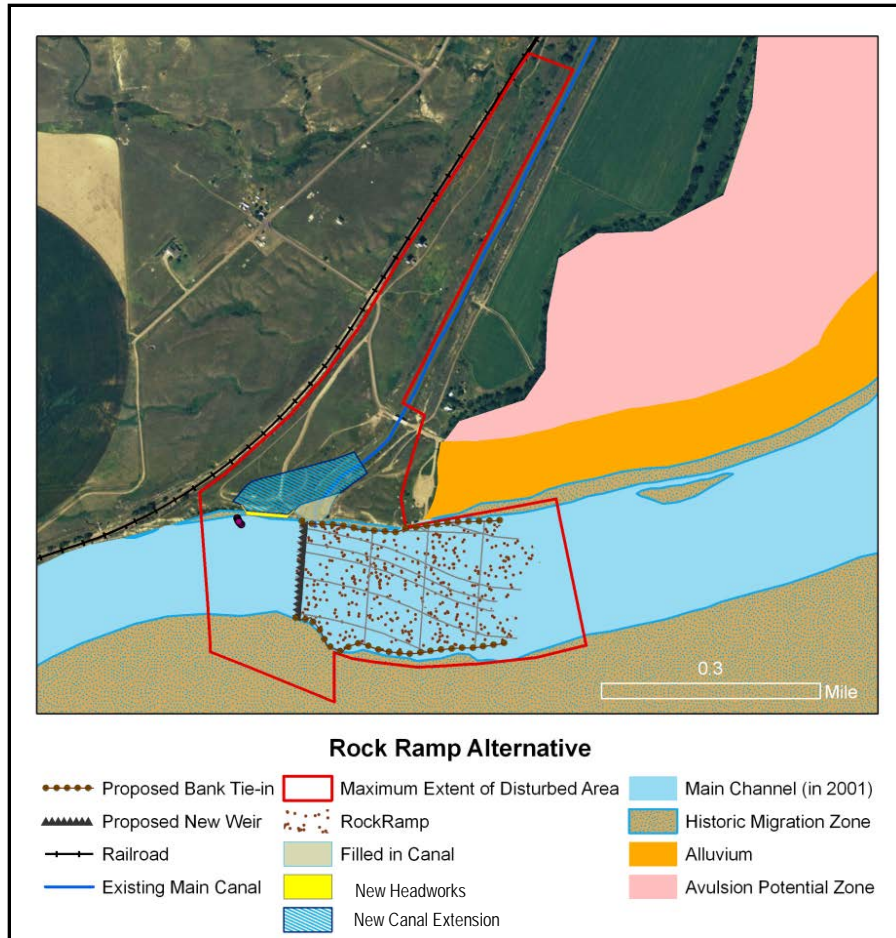 0.3
Mile
Rock Ramp Alternative
Proposed Bank Tie-in
Proposed New Weir
Railroad
Existing Main Canal
Maximum Extent of Disturbed Area
RockRamp
Filled in Canal
New Headworks
New Canal Extension
Main Channel (in 2001)
Historic Migration Zone
Alluvium
Avulsion Potential Zone